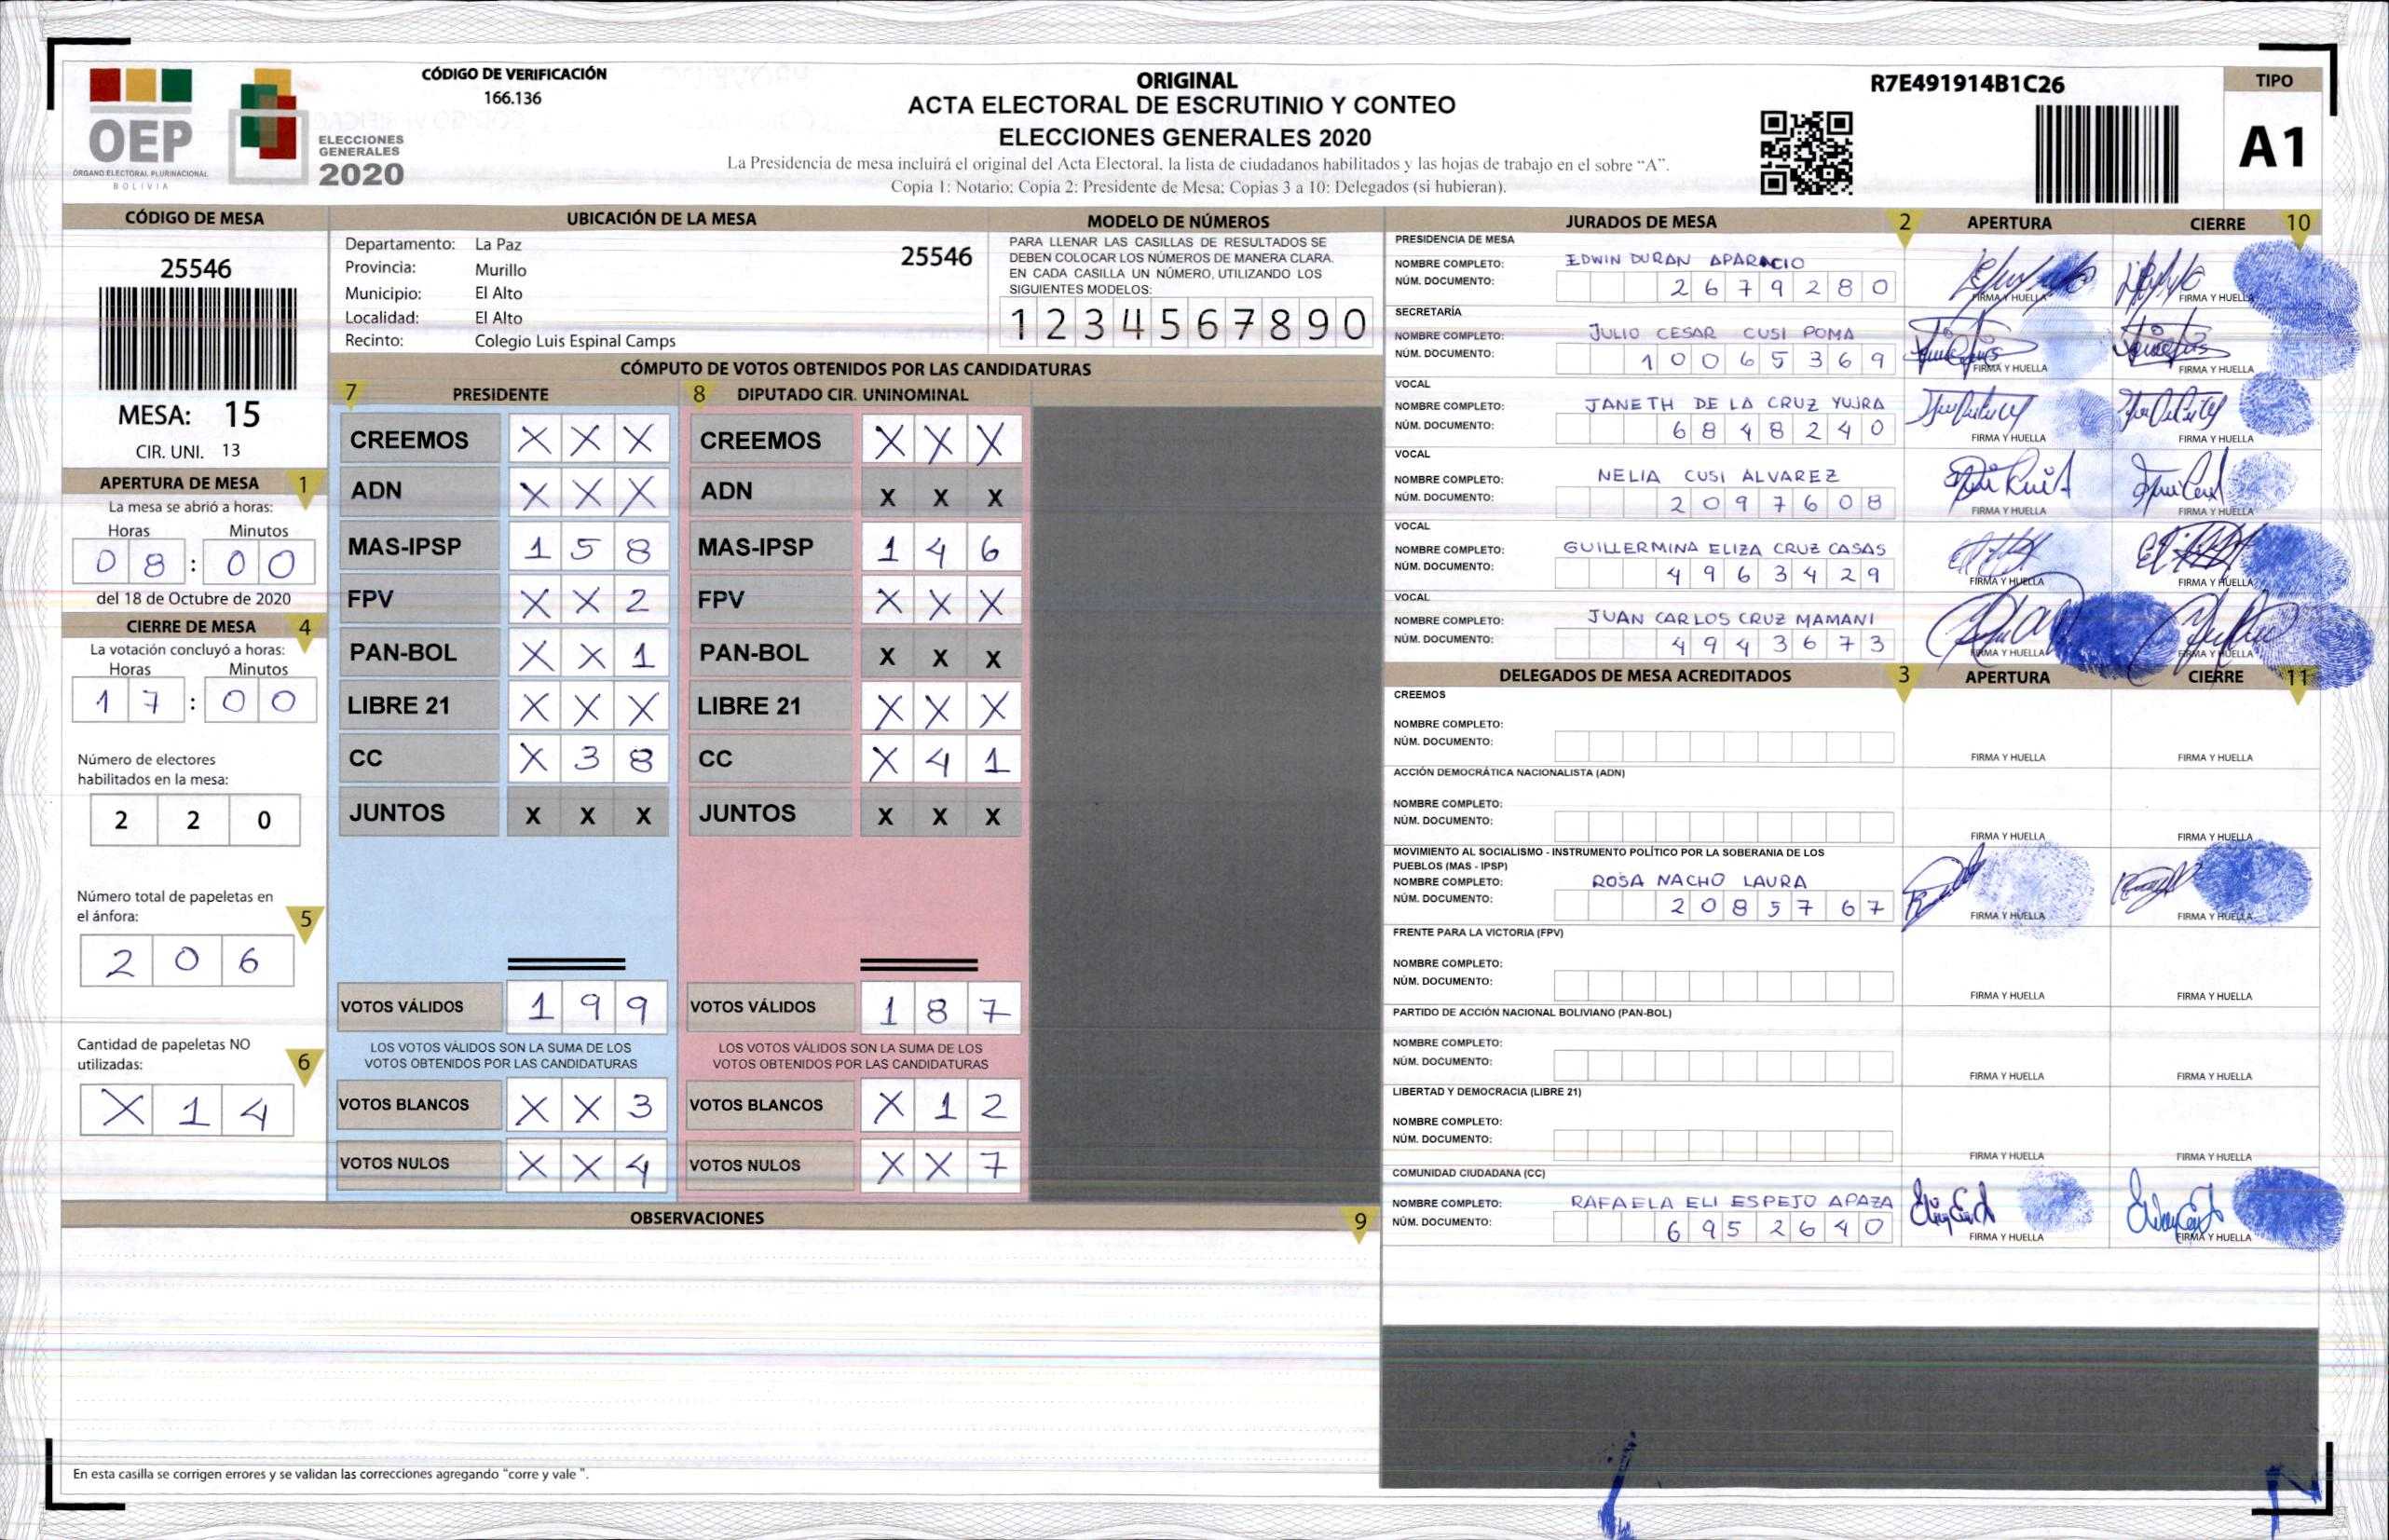 OEP
ÓRGANO ELECTORAL PLURINACIONAL
BOLIVIA
ELECCIONES
GENERALES
2020
CÓDIGO DE VERIFICACIÓN
166.136
ORIGINAL
ACTA ELECTORAL DE ESCRUTINIO Y CONTEO
ELECCIONES GENERALES 2020
La Presidencia de mesa incluirá el original del Acta Electoral, la lista de ciudadanos habilitados y las hojas de trabajo en el sobre “A”.
Copia 1: Notario; Copia 2: Presidente de Mesa; Copias 3 a 10: Delegados (si hubieran).
R7E491914B1C26
TIPO
A1
CÓDIGO DE MESA
25546
MESA: 15
CIR. UNI. 13
APERTURA DE MESA 1
La mesa se abrió a horas:
Horas Minutos
0 8 : 0 0
del 18 de Octubre de 2020
CIERRE DE MESA 4
La votación concluyó a horas:
Horas Minutos
1 7 : 0 0
Número de electores
habilitados en la mesa:
2 2 0
Número total de papeletas en
el ánfora: 5
2 0 6
Cantidad de papeletas NO
utilizadas: 6
X 1 4
UBICACIÓN DE LA MESA
Departamento: La Paz 25546
Provincia: Murillo
Municipio: El Alto
Localidad: El Alto
Recinto: Colegio Luis Espinal Camps
MODELO DE NÚMEROS
PARA LLENAR LAS CASILLAS DE RESULTADOS SE
DEBEN COLOCAR LOS NÚMEROS DE MANERA CLARA.
EN CADA CASILLA UN NÚMERO, UTILIZANDO LOS
SIGUIENTES MODELOS:
1 2 3 4 5 6 7 8 9 0
CÓMPUTO DE VOTOS OBTENIDOS POR LAS CANDIDATURAS
7 PRESIDENTE 8 DIPUTADO CIR. UNINOMINAL
CREEMOS X X X CREEMOS X X X
ADN X X X ADN X X X
MAS-IPSP 1 5 8 MAS-IPSP 1 4 6
FPV X X 2 FPV X X X
PAN-BOL X X 1 PAN-BOL X X X
LIBRE 21 X X X LIBRE 21 X X X
CC X 3 8 CC X 4 1
JUNTOS X X X JUNTOS X X X
VOTOS VÁLIDOS 1 9 9 VOTOS VÁLIDOS 1 8 7
LOS VOTOS VÁLIDOS SON LA SUMA DE LOS LOS VOTOS VÁLIDOS SON LA SUMA DE LOS
VOTOS OBTENIDOS POR LAS CANDIDATURAS VOTOS OBTENIDOS POR LAS CANDIDATURAS
VOTOS BLANCOS X X 3 VOTOS BLANCOS X 1 2
VOTOS NULOS X X 4 VOTOS NULOS X X 7
OBSERVACIONES 9
En esta casilla se corrigen errores y se validan las correcciones agregando “corre y vale ”.
JURADOS DE MESA 2 APERTURA CIERRE 10
PRESIDENCIA DE MESA
NOMBRE COMPLETO: EDWIN DURAN APARICIO
NÚM. DOCUMENTO: 2 6 7 9 2 8 0
FIRMA Y HUELLA FIRMA Y HUELLA
SECRETARÍA
NOMBRE COMPLETO: JULIO CESAR CUSI POMA
NÚM. DOCUMENTO: 1 0 0 6 5 3 6 9
FIRMA Y HUELLA FIRMA Y HUELLA
VOCAL
NOMBRE COMPLETO: JANETH DE LA CRUZ YUJRA
NÚM. DOCUMENTO: 6 8 4 8 2 4 0
FIRMA Y HUELLA FIRMA Y HUELLA
VOCAL
NOMBRE COMPLETO: NELIA CUSI ALVAREZ
NÚM. DOCUMENTO: 2 0 9 7 6 0 8
FIRMA Y HUELLA FIRMA Y HUELLA
VOCAL
NOMBRE COMPLETO: GUILLERMINA ELIZA CRUZ CASAS
NÚM. DOCUMENTO: 4 9 6 3 4 2 9
FIRMA Y HUELLA FIRMA Y HUELLA
VOCAL
NOMBRE COMPLETO: JUAN CARLOS CRUZ MAMANI
NÚM. DOCUMENTO: 4 9 4 3 6 7 3
FIRMA Y HUELLA FIRMA Y HUELLA
DELEGADOS DE MESA ACREDITADOS 3 APERTURA CIERRE 11
CREEMOS
NOMBRE COMPLETO:
NÚM. DOCUMENTO:
FIRMA Y HUELLA FIRMA Y HUELLA
ACCIÓN DEMOCRÁTICA NACIONALISTA (ADN)
NOMBRE COMPLETO:
NÚM. DOCUMENTO:
FIRMA Y HUELLA FIRMA Y HUELLA
MOVIMIENTO AL SOCIALISMO - INSTRUMENTO POLÍTICO POR LA SOBERANIA DE LOS
PUEBLOS (MAS - IPSP)
NOMBRE COMPLETO: ROSA NACHO LAURA
NÚM. DOCUMENTO: 2 0 8 5 7 6 7
FIRMA Y HUELLA FIRMA Y HUELLA
FRENTE PARA LA VICTORIA (FPV)
NOMBRE COMPLETO:
NÚM. DOCUMENTO:
FIRMA Y HUELLA FIRMA Y HUELLA
PARTIDO DE ACCIÓN NACIONAL BOLIVIANO (PAN-BOL)
NOMBRE COMPLETO:
NÚM. DOCUMENTO:
FIRMA Y HUELLA FIRMA Y HUELLA
LIBERTAD Y DEMOCRACIA (LIBRE 21)
NOMBRE COMPLETO:
NÚM. DOCUMENTO:
FIRMA Y HUELLA FIRMA Y HUELLA
COMUNIDAD CIUDADANA (CC)
NOMBRE COMPLETO: RAFAELA ELI ESPEJO APAZA
NÚM. DOCUMENTO: 6 9 5 2 6 4 0
FIRMA Y HUELLA FIRMA Y HUELLA